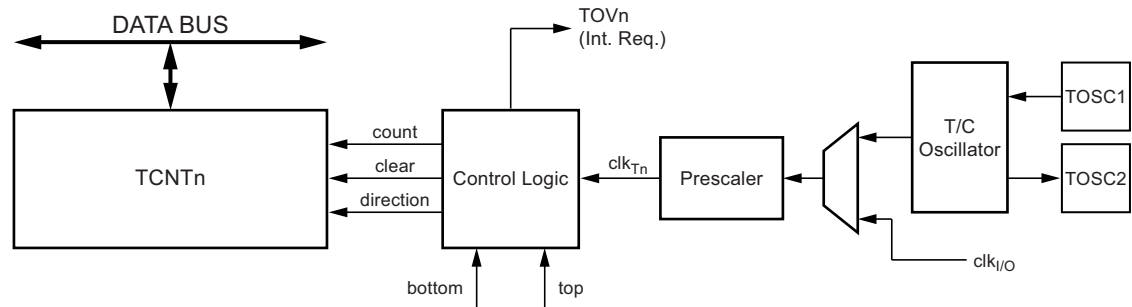 DATA BUS
TOVn
(Int. Req.)
TCNTn
count
clear
direction
Control Logic
clkTn
Prescaler
T/C
Oscillator
TOSC1
TOSC2
clkI/O
bottom
top